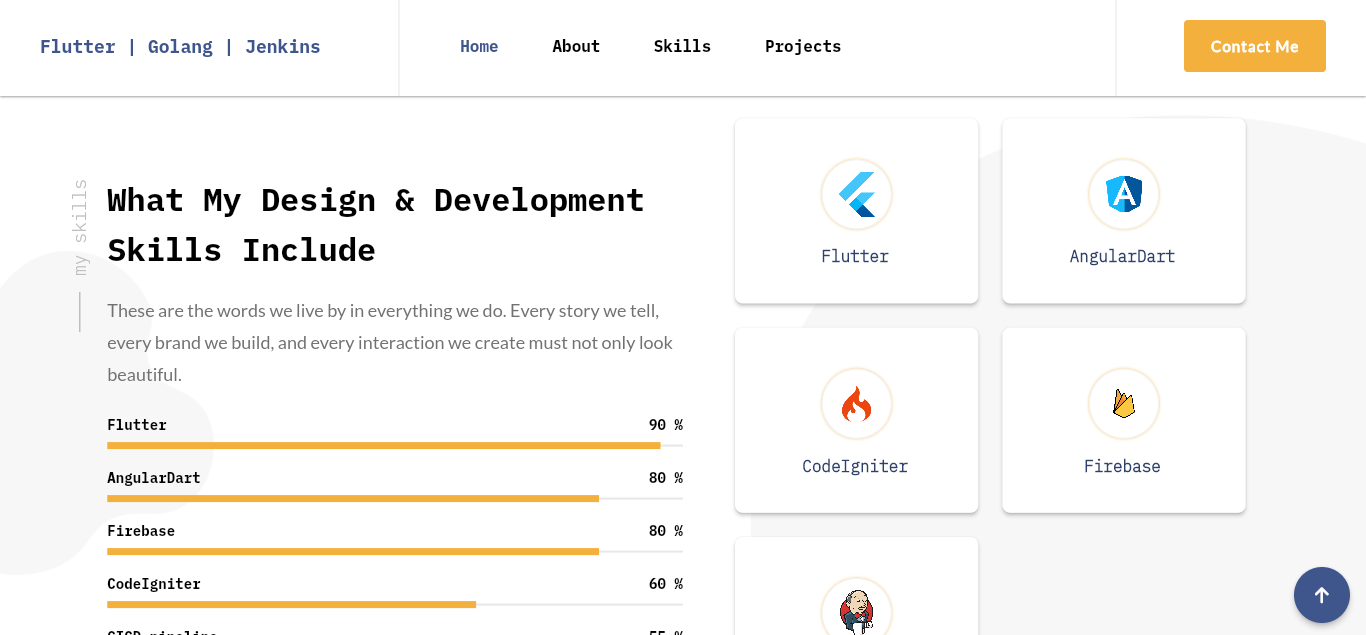 Flutter | Golang | Jenkins
Home
About
Skills
Projects
Contact Me
my skills
What My Design & Development
Skills Include
These are the words we live by in everything we do. Every story we tell,
every brand we build, and every interaction we create must not only look
beautiful.
Flutter 90 %
AngularDart 80 %
Firebase 80 %
CodeIgniter 60 %
Flutter
AngularDart
CodeIgniter
Firebase